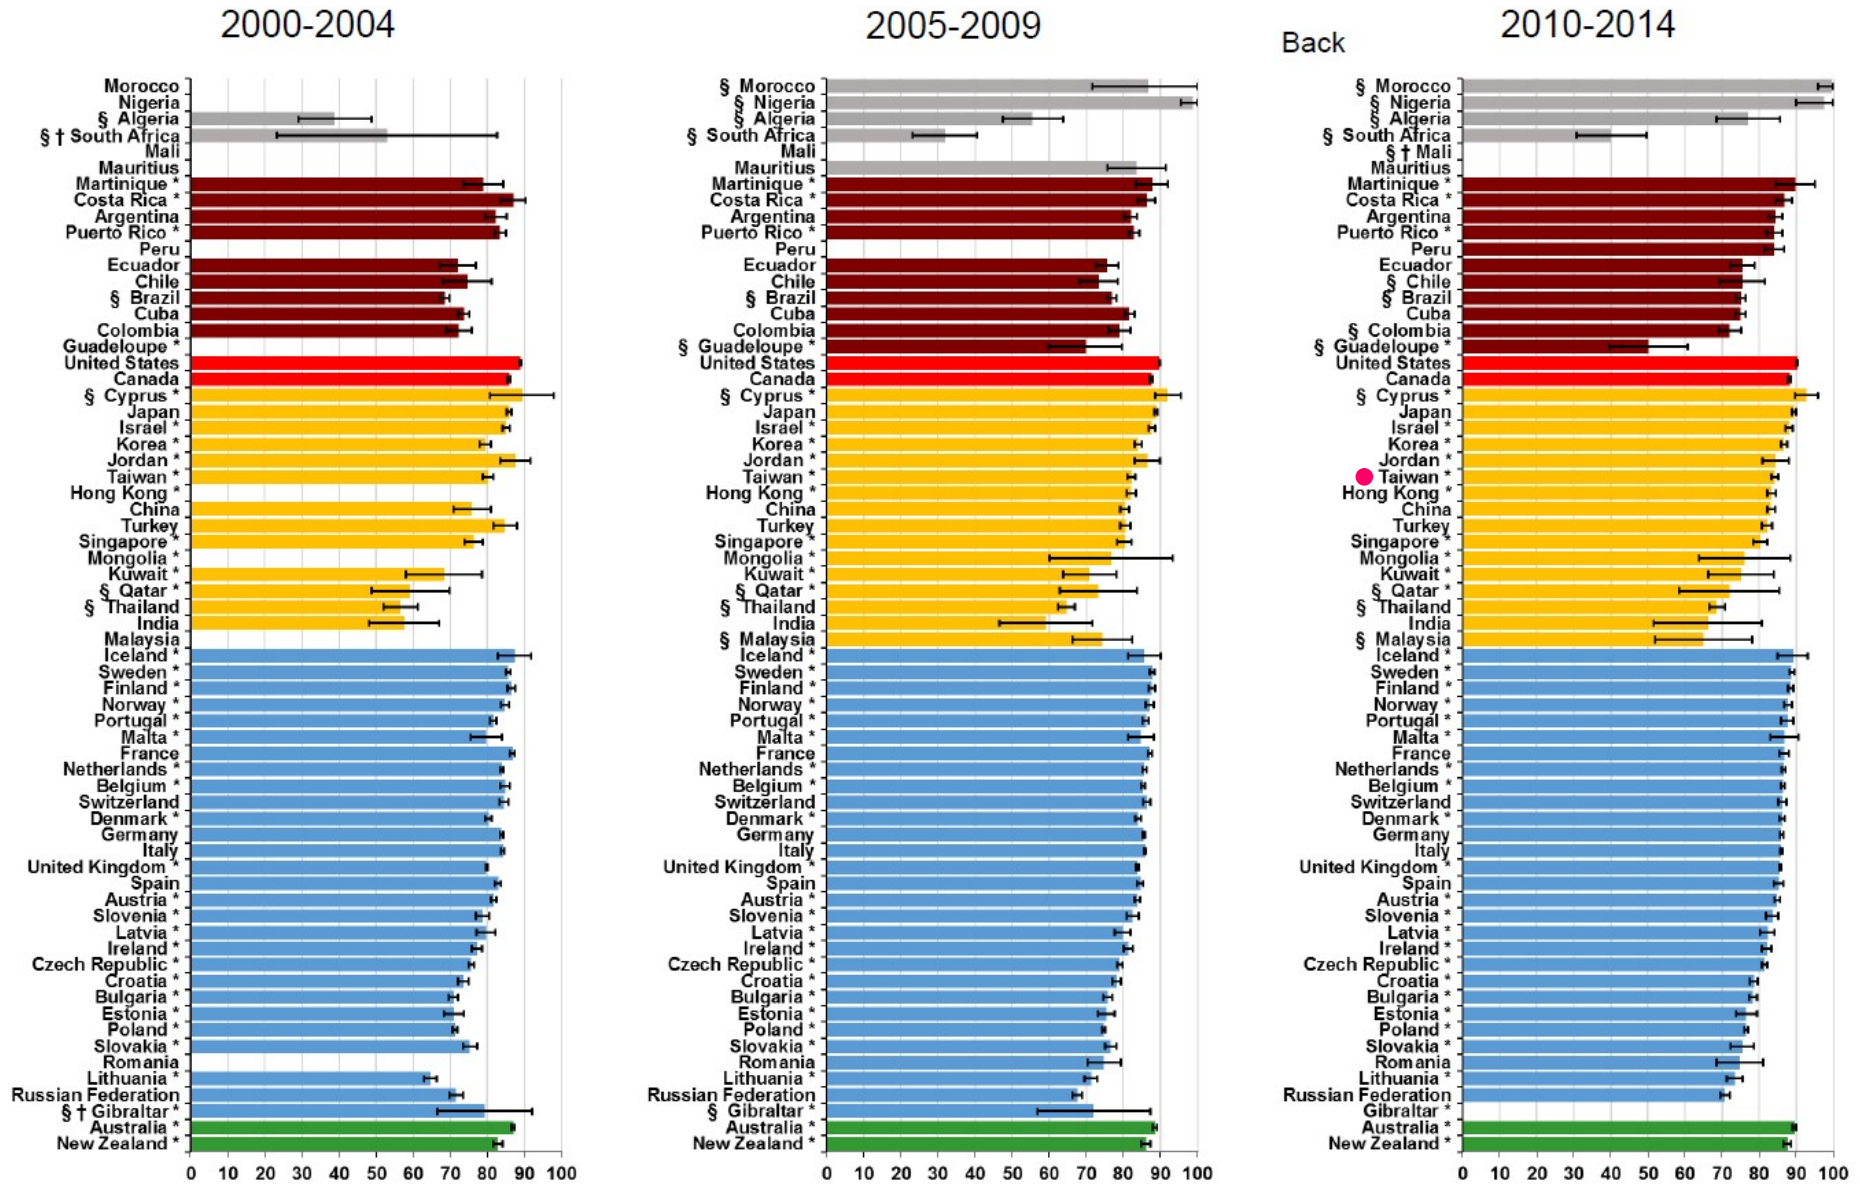 2000-2004
2005-2009
Back
2010-2014
Morocco
Nigeria
§ Algeria
§ † South Africa
Mali
Mauritius
Martinique *
Costa Rica *
Argentina
Puerto Rico *
Peru
Ecuador
Chile
§ Brazil
Cuba
Colombia
Guadeloupe *
United States
Canada
§ Cyprus *
Japan
Israel *
Korea *
Jordan *
Taiwan *
Hong Kong *
China
Turkey
Singapore *
Mongolia *
Kuwait *
§ Qatar *
§ Thailand
India
Malaysia
Iceland *
Sweden *
Finland *
Norway *
Portugal *
Malta *
France
Netherlands *
Belgium *
Switzerland
Denmark *
Germany
Italy
United Kingdom *
Spain
Austria *
Slovenia *
Latvia *
Ireland *
Czech Republic *
Croatia *
Bulgaria *
Estonia *
Poland *
Slovakia *
Romania
Lithuania *
Russian Federation
§ † Gibraltar *
Australia *
New Zealand *
0 10 20 30 40 50 60 70 80 90 100
§ Morocco
§ Nigeria
§ Algeria
§ South Africa
Mali
Mauritius
Martinique *
Costa Rica *
Argentina
Puerto Rico *
Peru
Ecuador
Chile
§ Brazil
Cuba
Colombia
§ Guadeloupe *
United States
Canada
§ Cyprus *
Japan
Israel *
Korea *
Jordan *
Taiwan *
Hong Kong *
China
Turkey
Singapore *
Mongolia *
Kuwait *
§ Qatar *
§ Thailand
India
§ Malaysia
Iceland *
Sweden *
Finland *
Norway *
Portugal *
Malta *
France
Netherlands *
Belgium *
Switzerland
Denmark *
Germany
Italy
United Kingdom *
Spain
Austria *
Slovenia *
Latvia *
Ireland *
Czech Republic *
Croatia *
Bulgaria *
Estonia *
Poland *
Slovakia *
Romania
Lithuania *
Russian Federation
§ Gibraltar *
Australia *
New Zealand *
0 10 20 30 40 50 60 70 80 90 100
§ Morocco
§ Nigeria
§ Algeria
§ South Africa
§ † Mali
Mauritius
Martinique *
Costa Rica *
Argentina
Puerto Rico *
Peru
Ecuador
§ Chile
§ Brazil
Cuba
§ Colombia
§ Guadeloupe *
United States
Canada
§ Cyprus *
Japan
Israel *
Korea *
Jordan *
Taiwan *
Hong Kong *
China
Turkey
Singapore *
Mongolia *
Kuwait *
§ Qatar *
§ Thailand
India
§ Malaysia
Iceland *
Sweden *
Finland *
Norway *
Portugal *
Malta *
France
Netherlands *
Belgium *
Switzerland
Denmark *
Germany
Italy
United Kingdom *
Spain
Austria *
Slovenia *
Latvia *
Ireland *
Czech Republic *
Croatia *
Bulgaria *
Estonia *
Poland *
Slovakia *
Romania
Lithuania *
Russian Federation
Gibraltar *
Australia *
New Zealand *
0 10 20 30 40 50 60 70 80 90 100